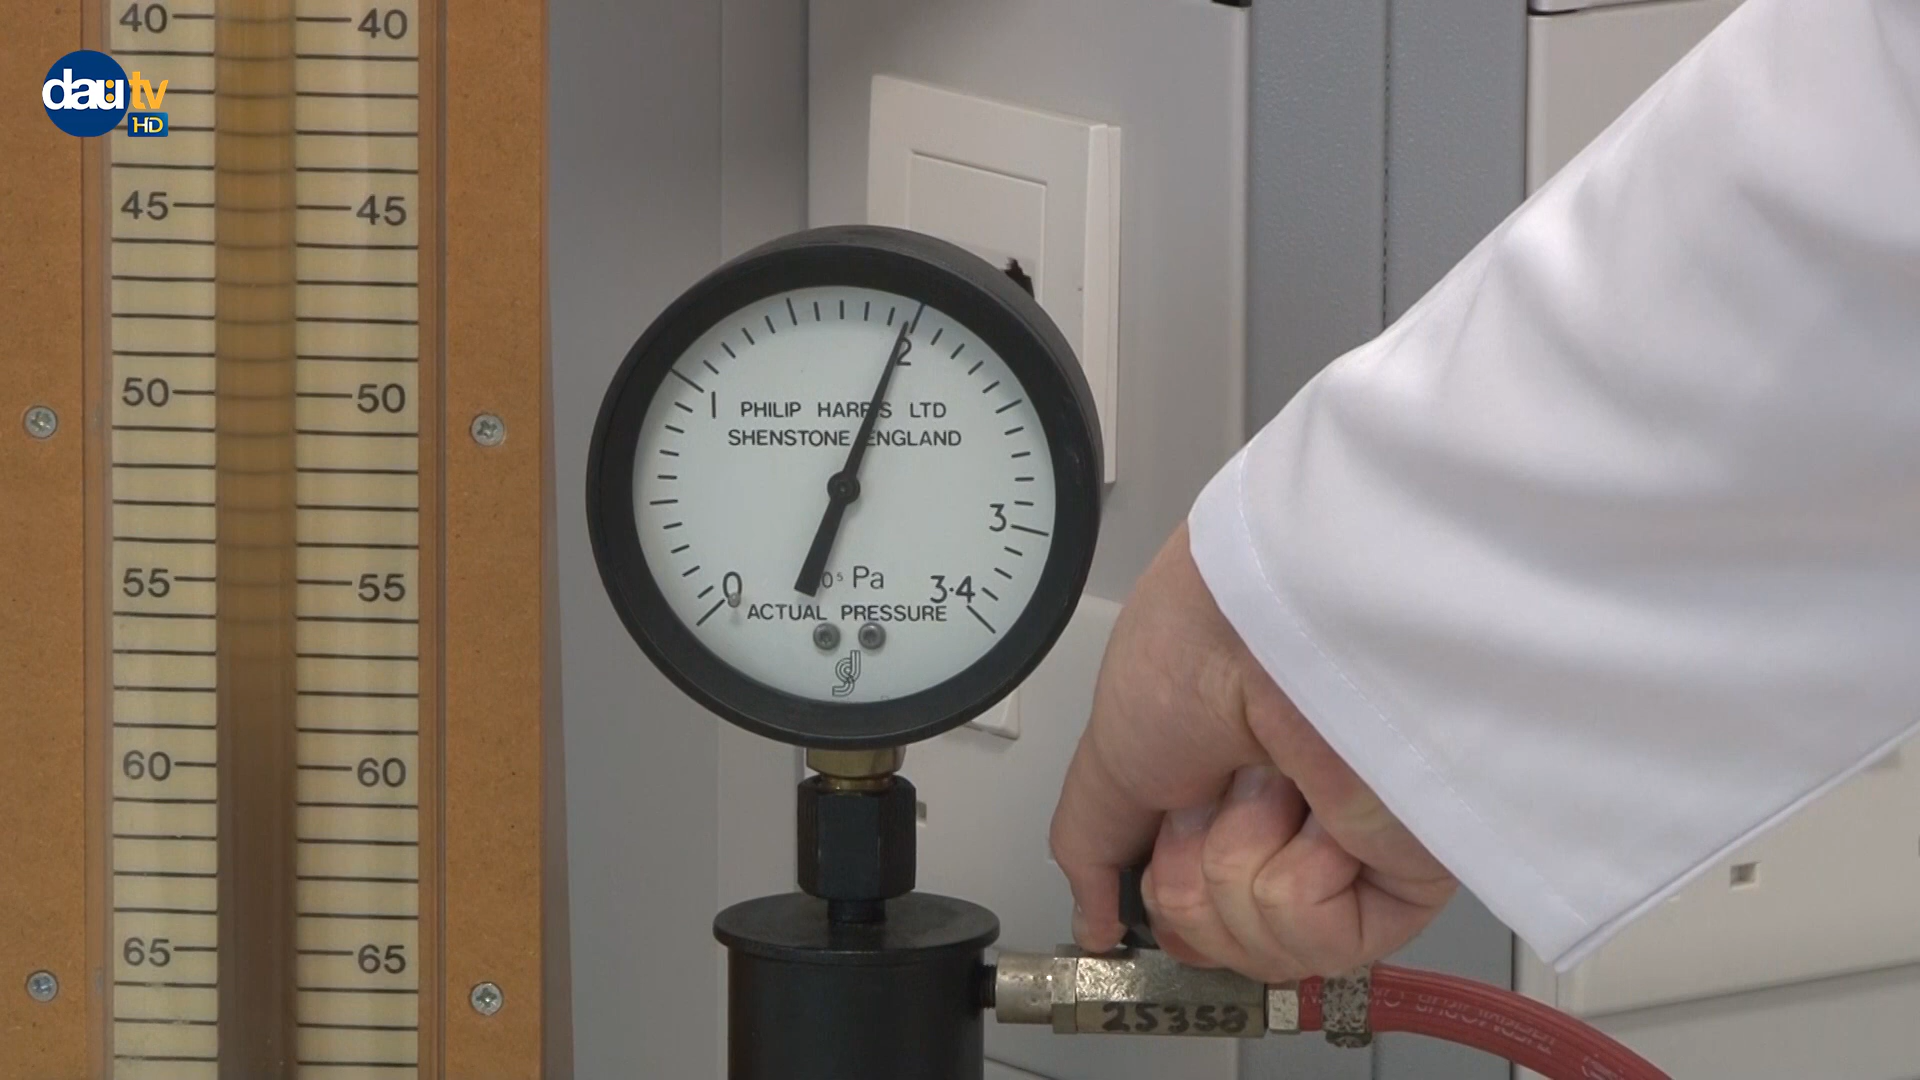 dau:tv
HD
40 40
45 45
50 50
55 55
60 60
65 65
2
1 PHILIP HARRIS LTD
SHENSTONE ENGLAND
3
0 Pa 3·4
ACTUAL PRESSURE
25358